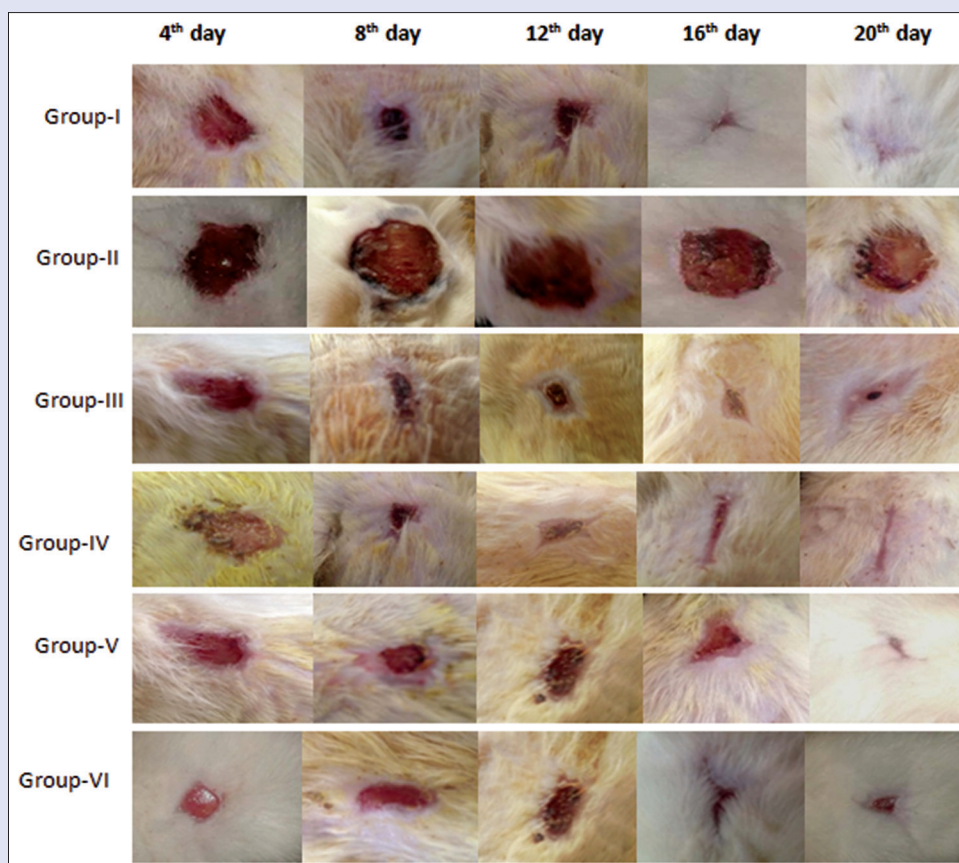 4th day 8th day 12th day 16th day 20th day
Group-I
Group-II
Group-III
Group-IV
Group-V
Group-VI